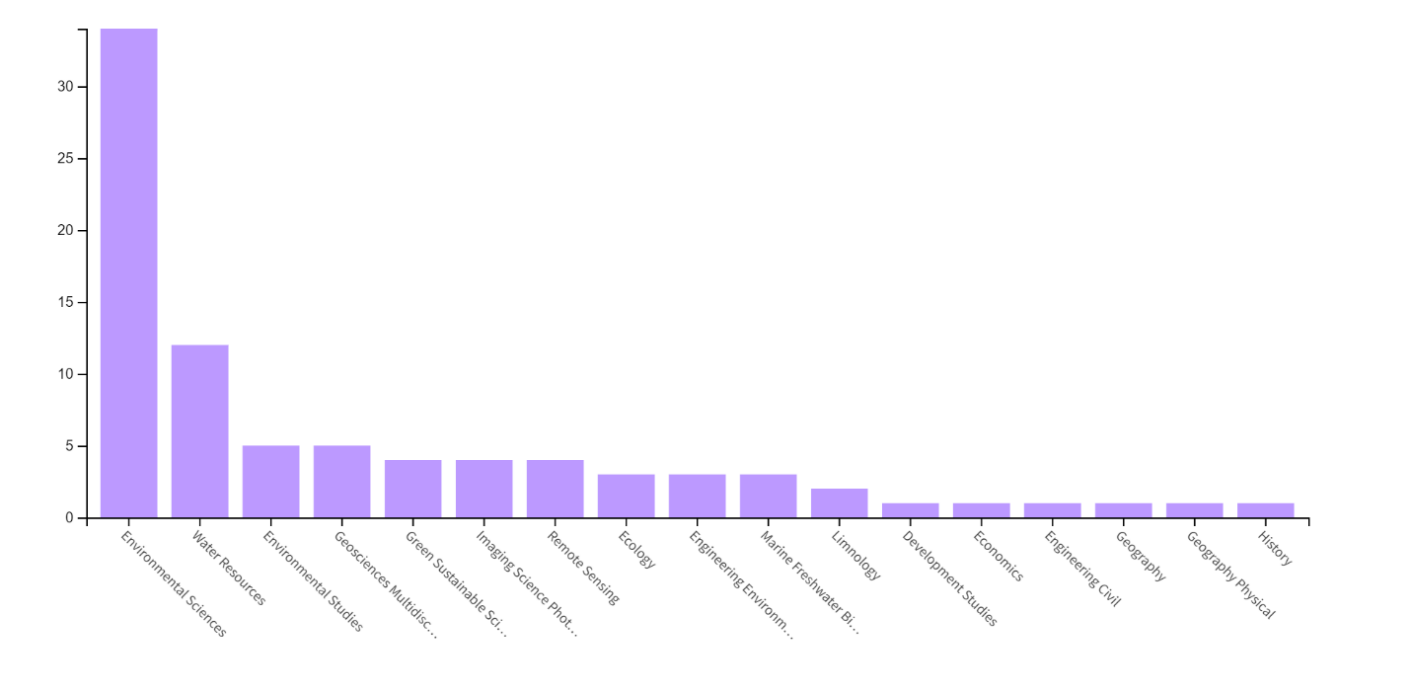 30
25
20
15
10
5
0
Environmental Sciences
Water Resources
Environmental Studies
Geosciences Multidisc...
Green Sustainable Sci...
Imaging Science Phot...
Remote Sensing
Ecology
Engineering Environm...
Marine Freshwater Bi...
Limnology
Development Studies
Economics
Engineering Civil
Geography
Geography Physical
History